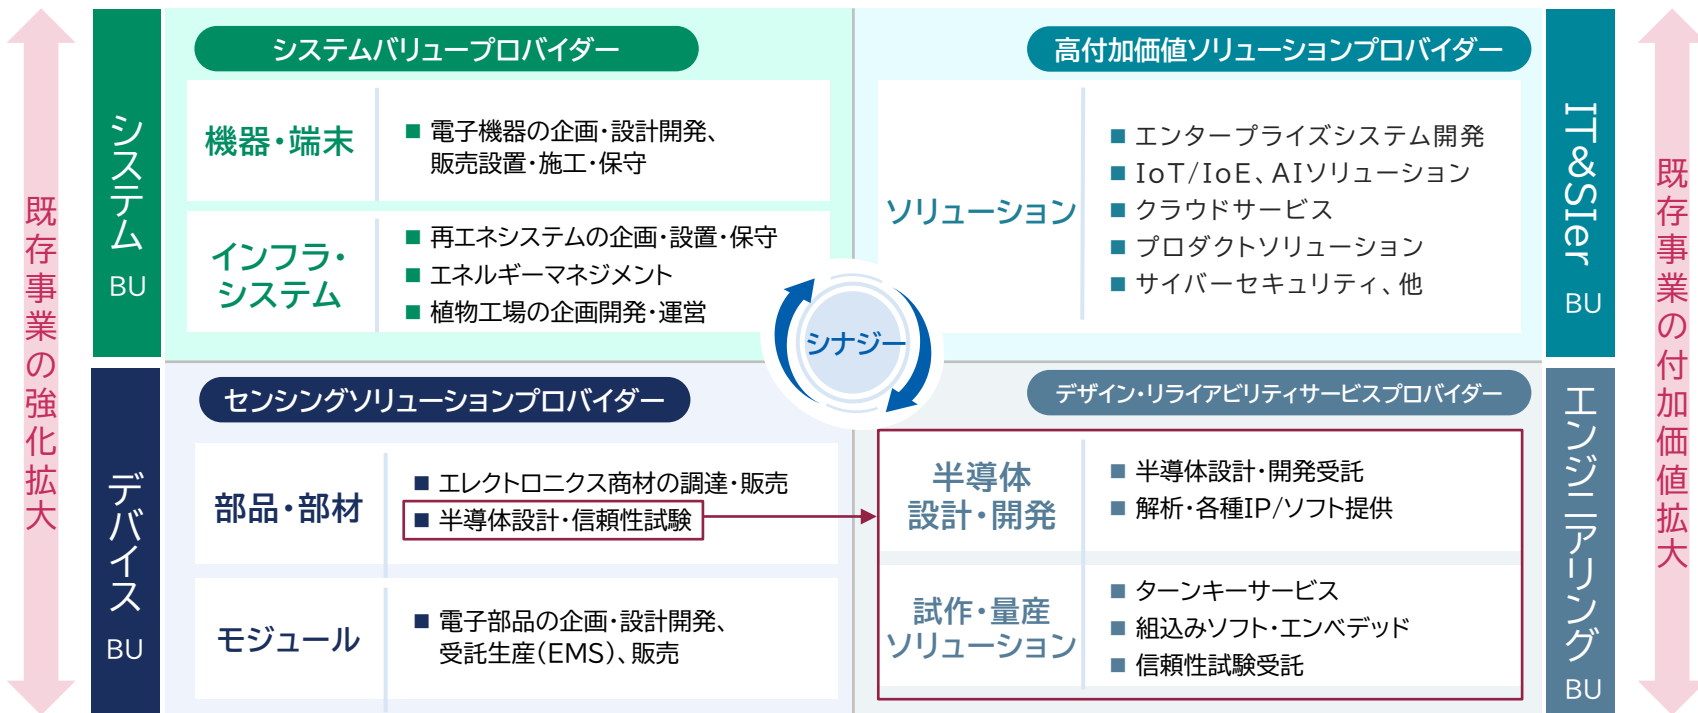 既存事業の強化拡大
システム
BU
システムバリュープロバイダー
機器・端末
■ 電子機器の企画・設計開発、
販売設置・施工・保守
インフラ・
システム
■ 再エネシステムの企画・設置・保守
■ エネルギーマネジメント
■ 植物工場の企画開発・運営
高付加価値ソリューションプロバイダー
ソリューション
■ エンタープライズシステム開発
■ IoT/IoE、AIソリューション
■ クラウドサービス
■ プロダクトソリューション
■ サイバーセキュリティ、他
IT&SIer
BU
シナジー
デバイス
BU
センシングソリューションプロバイダー
部品・部材
■ エレクトロニクス商材の調達・販売
■ 半導体設計・信頼性試験
モジュール
■ 電子部品の企画・設計開発、
受託生産(EMS)、販売
デザイン・リライアビリティサービスプロバイダー
半導体
設計・開発
■ 半導体設計・開発受託
■ 解析・各種IP/ソフト提供
試作・量産
ソリューション
■ ターンキーサービス
■ 組込みソフト・エンベデッド
■ 信頼性試験受託
エンジニアリング
BU
既存事業の付加価値拡大